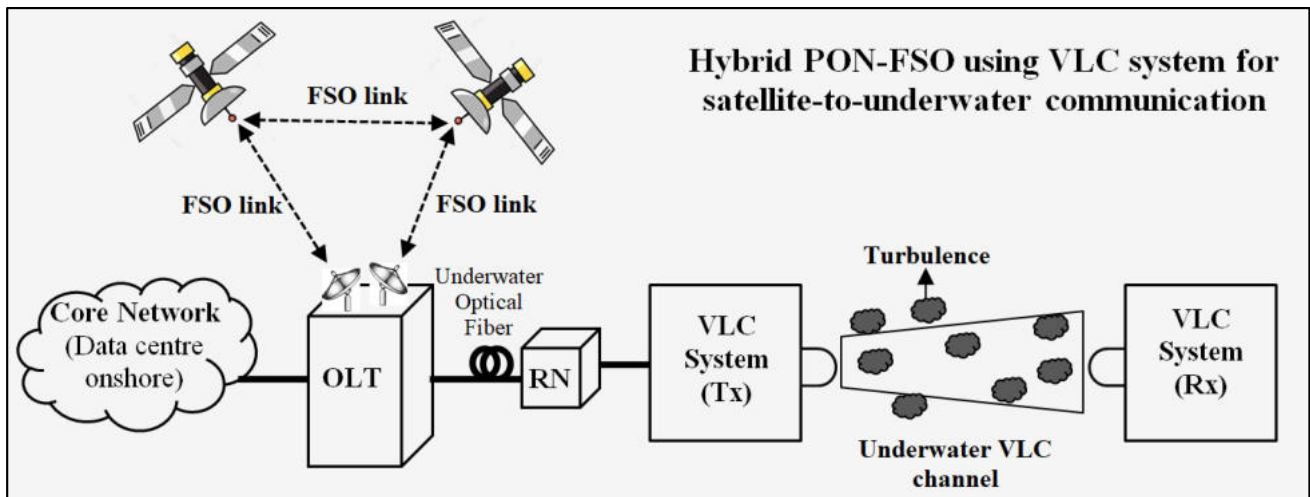 Hybrid PON-FSO using VLC system for
satellite-to-underwater communication
FSO link
FSO link
FSO link
Core Network
(Data centre
onshore)
OLT
Underwater
Optical
Fiber
RN
VLC
System
(Tx)
Turbulence
Underwater VLC
channel
VLC
System
(Rx)